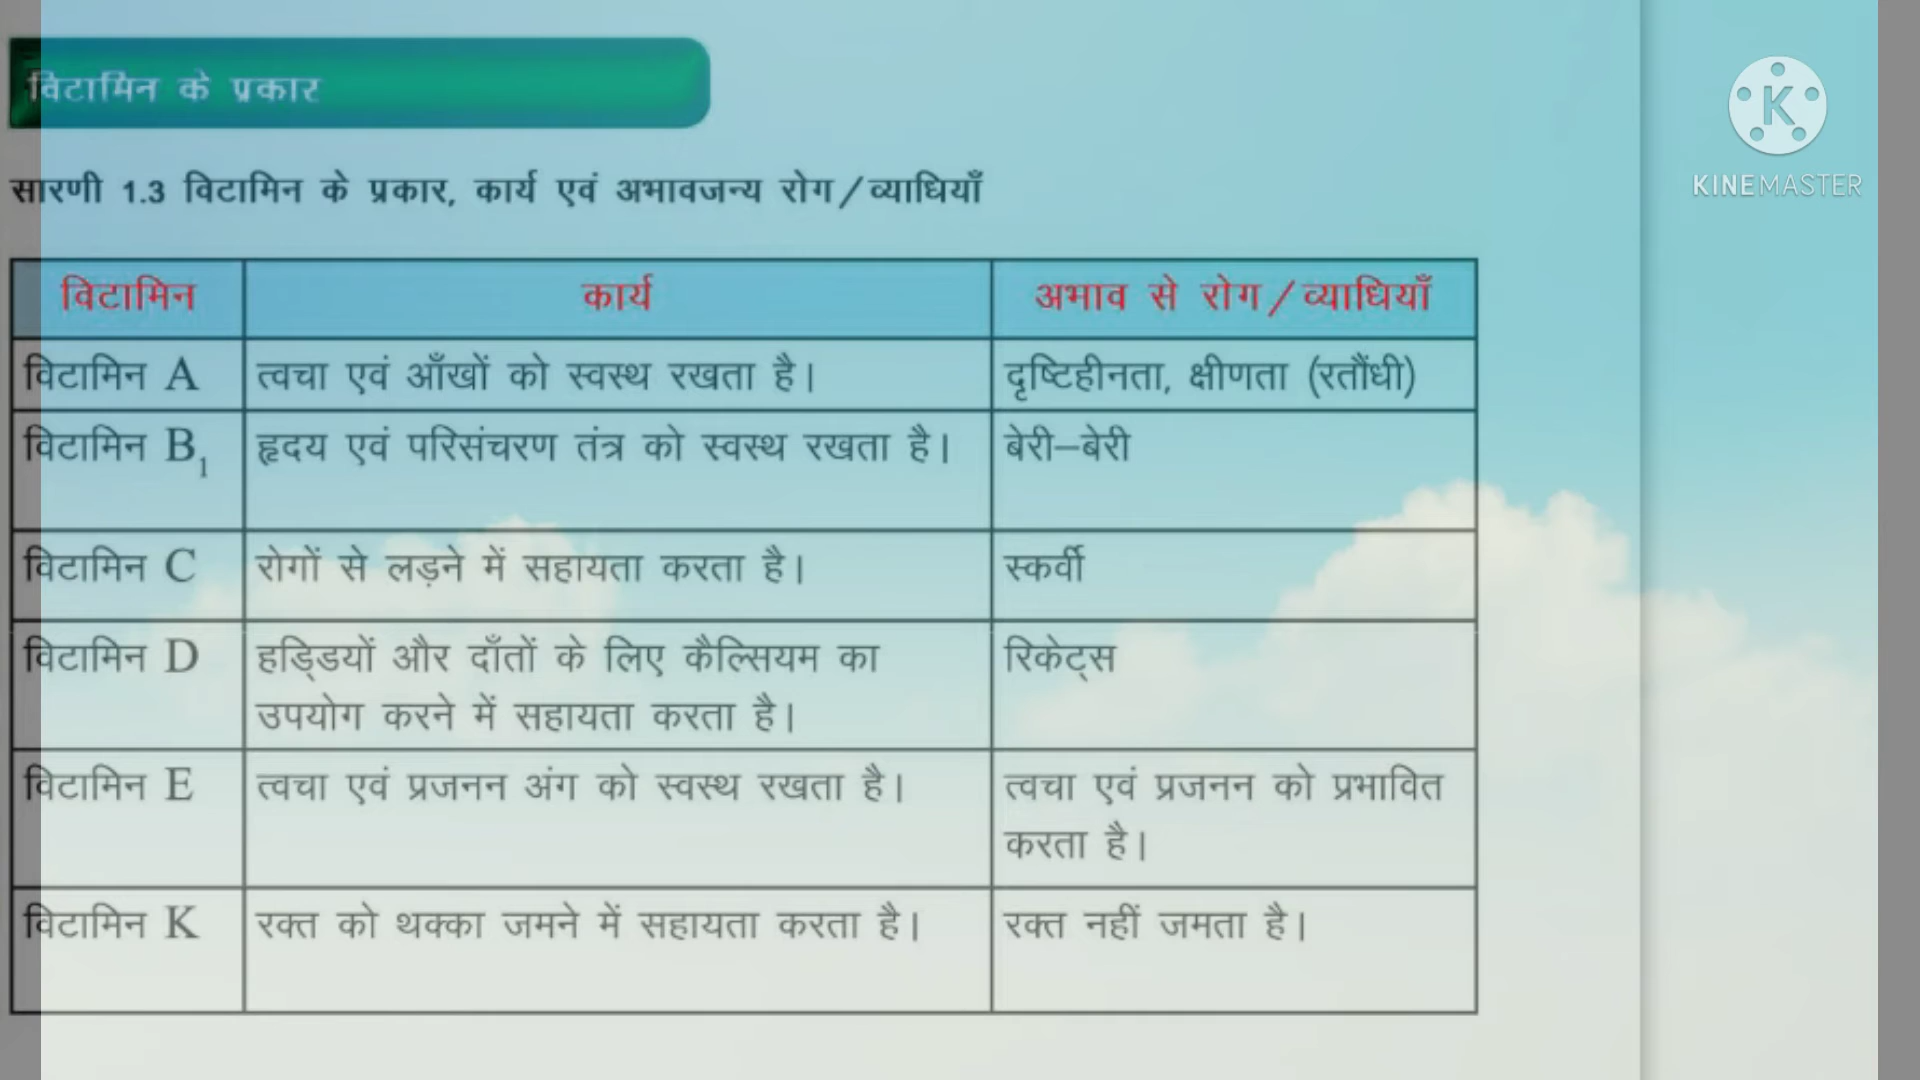 विटामिन के प्रकार
KINEMASTER
सारणी 1.3 विटामिन के प्रकार, कार्य एवं अभावजन्य रोग/व्याधियाँ
विटामिन कार्य अभाव से रोग/व्याधियाँ
विटामिन A त्वचा एवं आँखों को स्वस्थ रखता है। दृष्टिहीनता, क्षीणता (रतौंधी)
विटामिन B₁ हृदय एवं परिसंचरण तंत्र को स्वस्थ रखता है। बेरी–बेरी
विटामिन C रोगों से लड़ने में सहायता करता है। स्कर्वी
विटामिन D हड्डियों और दाँतों के लिए कैल्सियम का रिकेट्स
उपयोग करने में सहायता करता है।
विटामिन E त्वचा एवं प्रजनन अंग को स्वस्थ रखता है। त्वचा एवं प्रजनन को प्रभावित
करता है।
विटामिन K रक्त को थक्का जमने में सहायता करता है। रक्त नहीं जमता है।